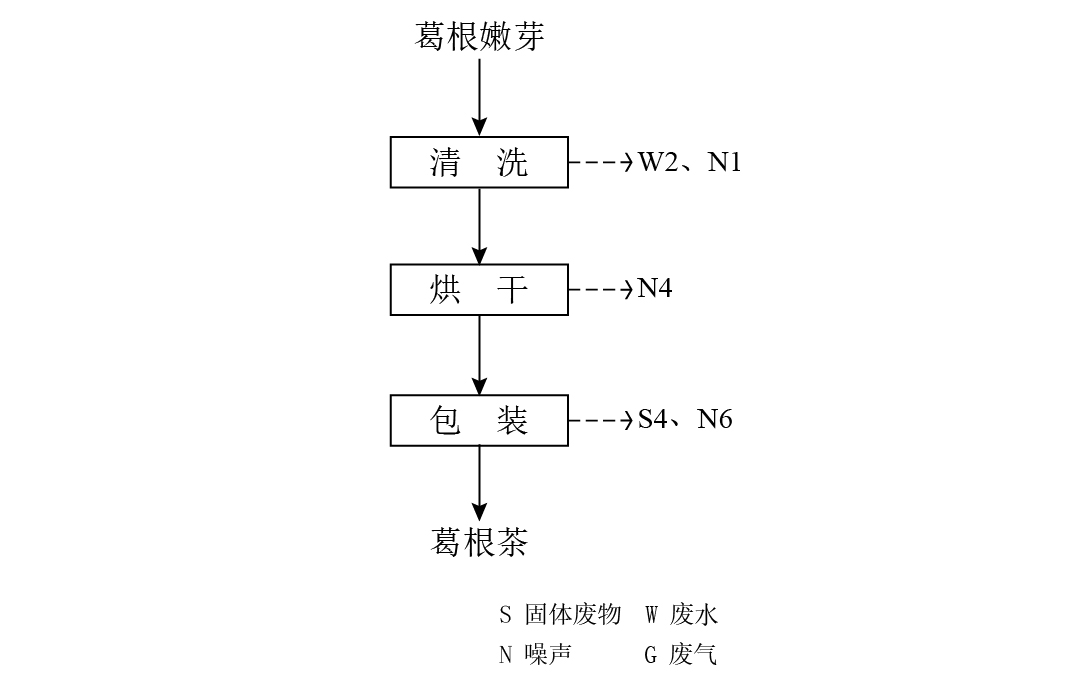 葛根嫩芽
清 洗
W2、N1
烘 干
N4
包 装
S4、N6
葛根茶
S 固体废物 W 废水
N 噪声 G 废气